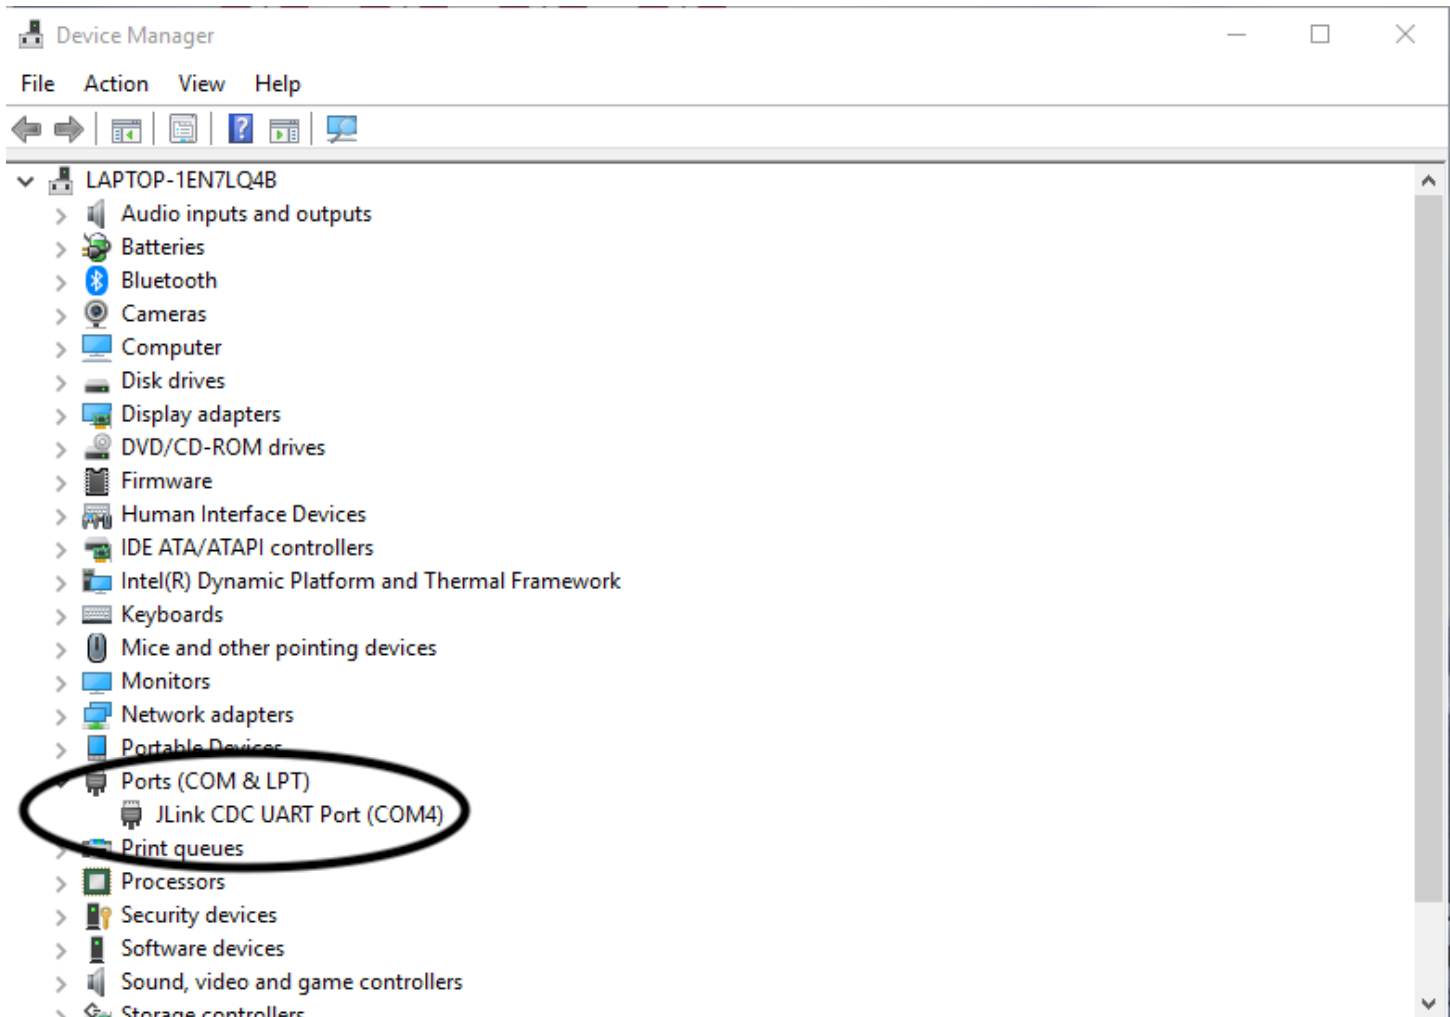 Device Manager
File Action View Help
LAPTOP-1EN7LQ4B
Audio inputs and outputs
Batteries
Bluetooth
Cameras
Computer
Disk drives
Display adapters
DVD/CD-ROM drives
Firmware
Human Interface Devices
IDE ATA/ATAPI controllers
Intel(R) Dynamic Platform and Thermal Framework
Keyboards
Mice and other pointing devices
Monitors
Network adapters
Portable Devices
Ports (COM & LPT)
JLink CDC UART Port (COM4)
Print queues
Processors
Security devices
Software devices
Sound, video and game controllers
Storage controllers